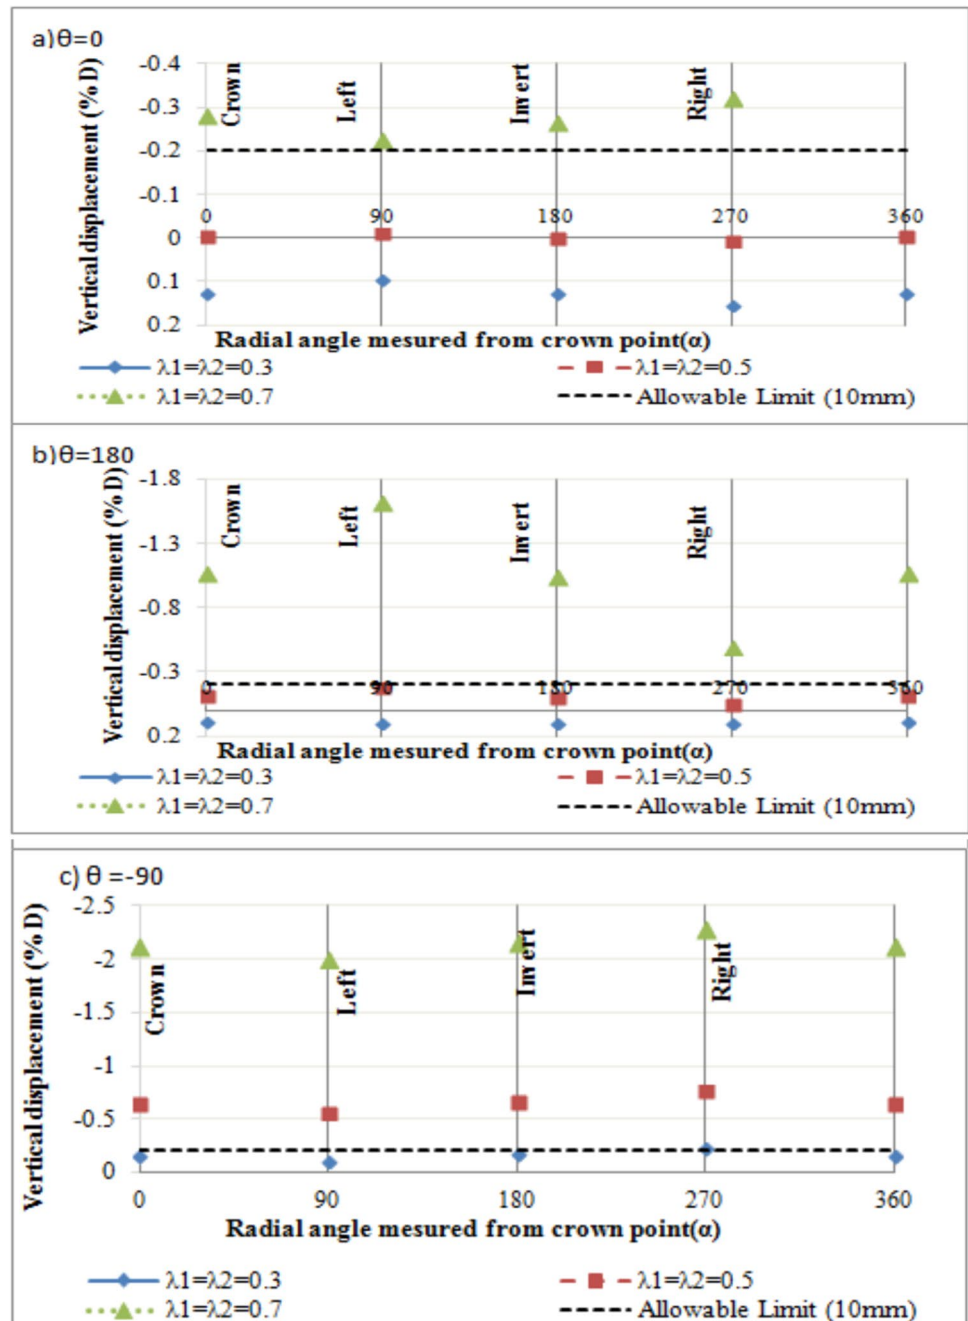 a)θ=0
Vertical displacement (% D)
-0.4
-0.3
-0.2
-0.1
0
0.1
0.2
Crown
Left
Invert
Right
0 90 180 270 360
Radial angle mesured from crown point(α)
λ1=λ2=0.3 λ1=λ2=0.5
λ1=λ2=0.7 Allowable Limit (10mm)
b)θ=180
Vertical displacement (% D)
-1.8
-1.3
-0.8
-0.3
0.2
Crown
Left
Invert
Right
0 90 180 270 360
Radial angle mesured from crown point(α)
λ1=λ2=0.3 λ1=λ2=0.5
λ1=λ2=0.7 Allowable Limit (10mm)
c) θ =-90
Vertical displacement (% D)
-2.5
-2
-1.5
-1
-0.5
0
Crown
Left
Invert
Right
0 90 180 270 360
Radial angle mesured from crown point(α)
λ1=λ2=0.3 λ1=λ2=0.5
λ1=λ2=0.7 Allowable Limit (10mm)